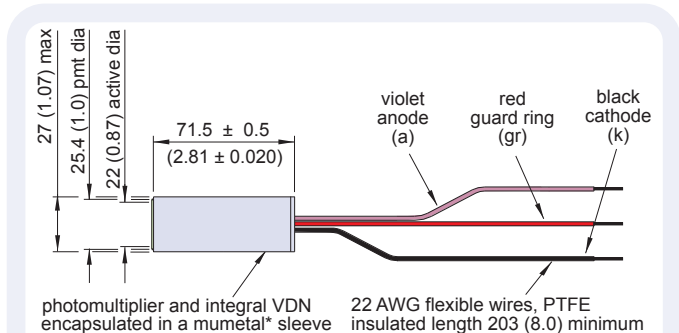 27 (1.07) max
25.4 (1.0) pmt dia
22 (0.87) active dia
71.5 ± 0.5
(2.81 ± 0.020)
violet
anode
(a)
red
guard ring
(gr)
black
cathode
(k)
photomultiplier and integral VDN
encapsulated in a mumetal* sleeve
22 AWG flexible wires, PTFE
insulated length 203 (8.0) minimum